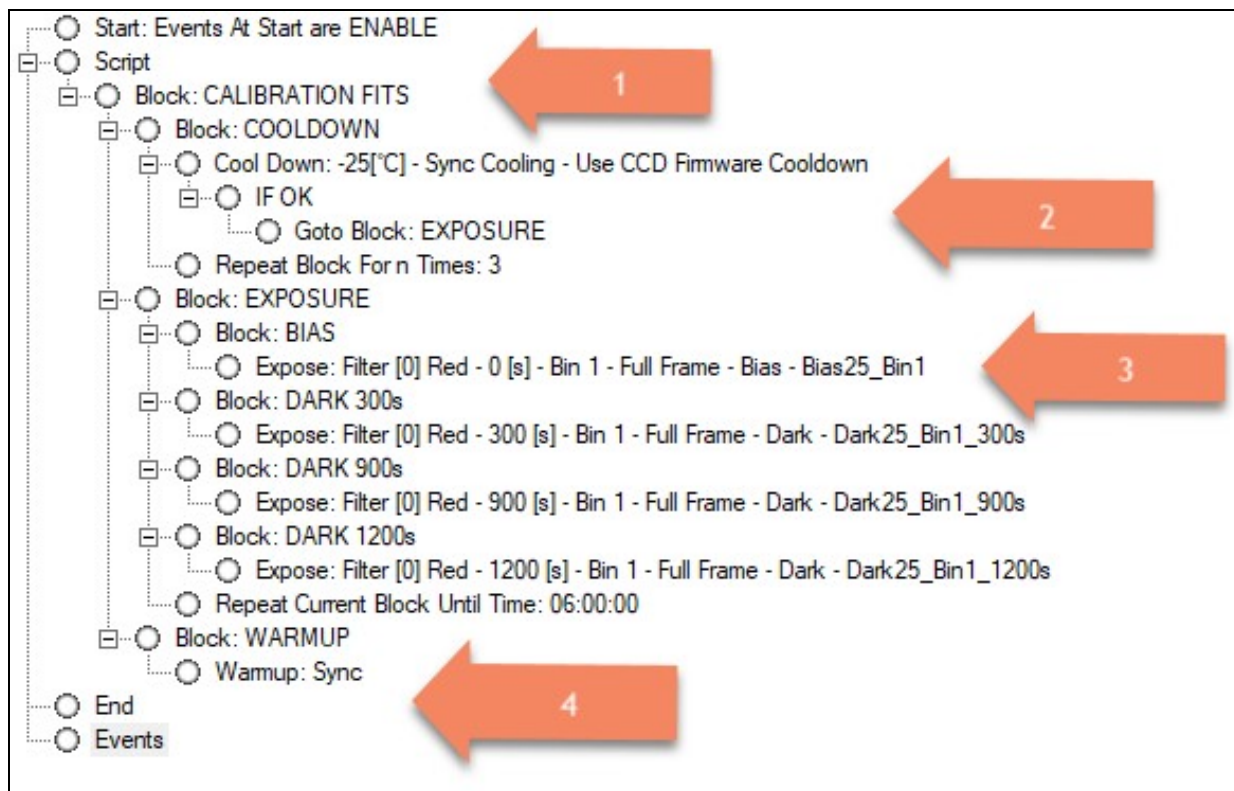 Start: Events At Start are ENABLE
Script
1
Block: CALIBRATION FITS
Block: COOLDOWN
Cool Down: -25[°C] - Sync Cooling - Use CCD Firmware Cooldown
IF OK
2
Goto Block: EXPOSURE
Repeat Block For n Times: 3
Block: EXPOSURE
Block: BIAS
Expose: Filter [0] Red - 0 [s] - Bin 1 - Full Frame - Bias - Bias25_Bin1
3
Block: DARK 300s
Expose: Filter [0] Red - 300 [s] - Bin 1 - Full Frame - Dark - Dark25_Bin1_300s
Block: DARK 900s
Expose: Filter [0] Red - 900 [s] - Bin 1 - Full Frame - Dark - Dark25_Bin1_900s
Block: DARK 1200s
Expose: Filter [0] Red - 1200 [s] - Bin 1 - Full Frame - Dark - Dark25_Bin1_1200s
Repeat Current Block Until Time: 06:00:00
Block: WARMUP
Warmup: Sync
4
End
Events